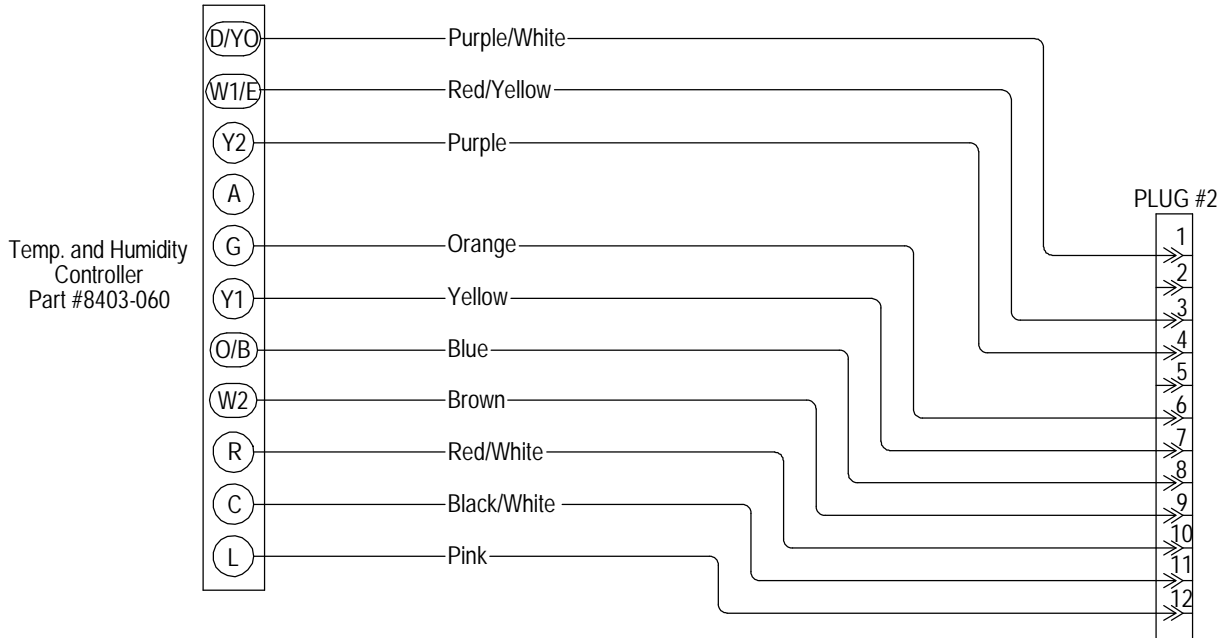 D/YO
Purple/White
W1/E
Red/Yellow
Y2
Purple
A
G
Orange
Y1
Yellow
O/B
Blue
W2
Brown
R
Red/White
C
Black/White
L
Pink
Temp. and Humidity
Controller
Part #8403-060
PLUG #2
1
2
3
4
5
6
7
8
9
10
11
12